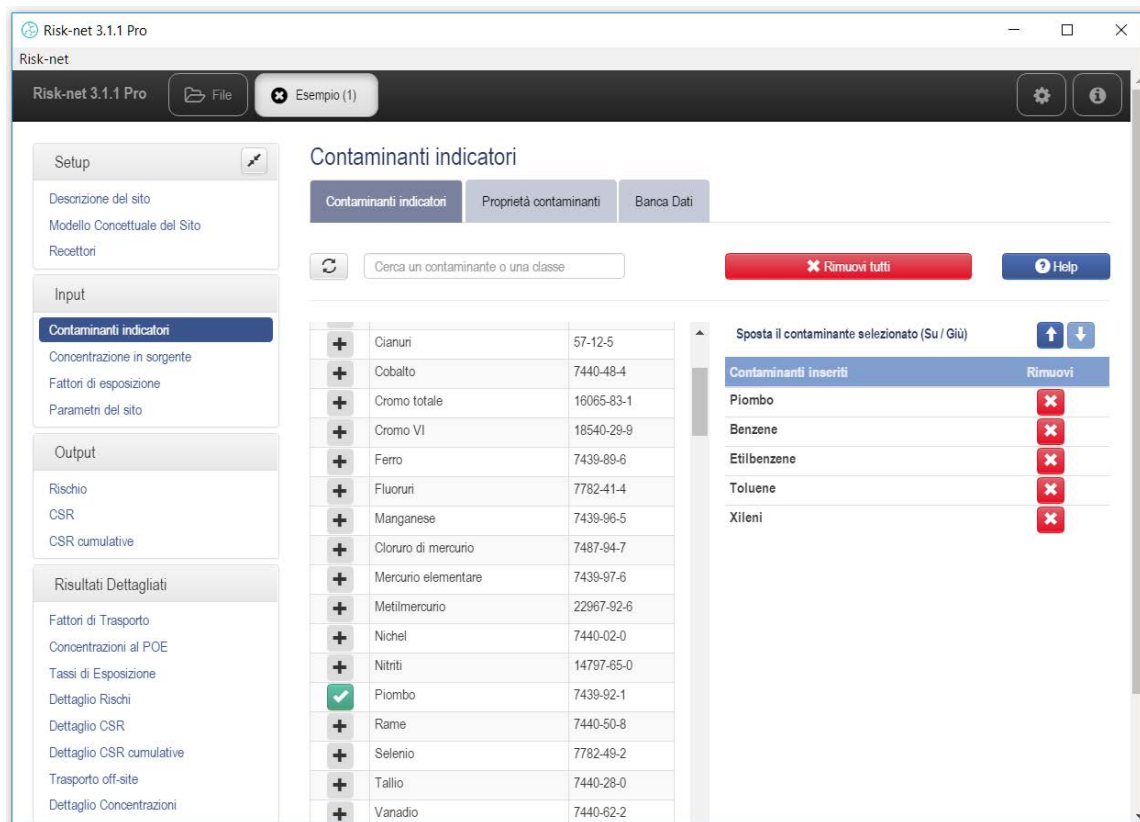 Risk-net 3.1.1 Pro
Risk-net
Risk-net 3.1.1 Pro File Esempio (1)
Setup
Descrizione del sito
Modello Concettuale del Sito
Recettori
Input
Contaminanti indicatori
Concentrazione in sorgente
Fattori di esposizione
Parametri del sito
Output
Rischio
CSR
CSR cumulative
Risultati Dettagliati
Fattori di Trasporto
Concentrazioni al POE
Tassi di Esposizione
Dettaglio Rischi
Dettaglio CSR
Dettaglio CSR cumulative
Trasporto off-site
Dettaglio Concentrazioni
Contaminanti indicatori
Contaminanti indicatori Proprietà contaminanti Banca Dati
Cerca un contaminante o una classe Rimuovi tutti Help
Cianuri 57-12-5
Cobalto 7440-48-4
Cromo totale 16065-83-1
Cromo VI 18540-29-9
Ferro 7439-89-6
Fluoruri 7782-41-4
Manganese 7439-96-5
Cloruro di mercurio 7487-94-7
Mercurio elementare 7439-97-6
Metilmercurio 22967-92-6
Nichel 7440-02-0
Nitriti 14797-65-0
Piombo 7439-92-1
Rame 7440-50-8
Selenio 7782-49-2
Tallio 7440-28-0
Vanadio 7440-62-2
Sposta il contaminante selezionato (Su / Giù)
Contaminanti inseriti Rimuovi
Piombo
Benzene
Etilbenzene
Toluene
Xileni